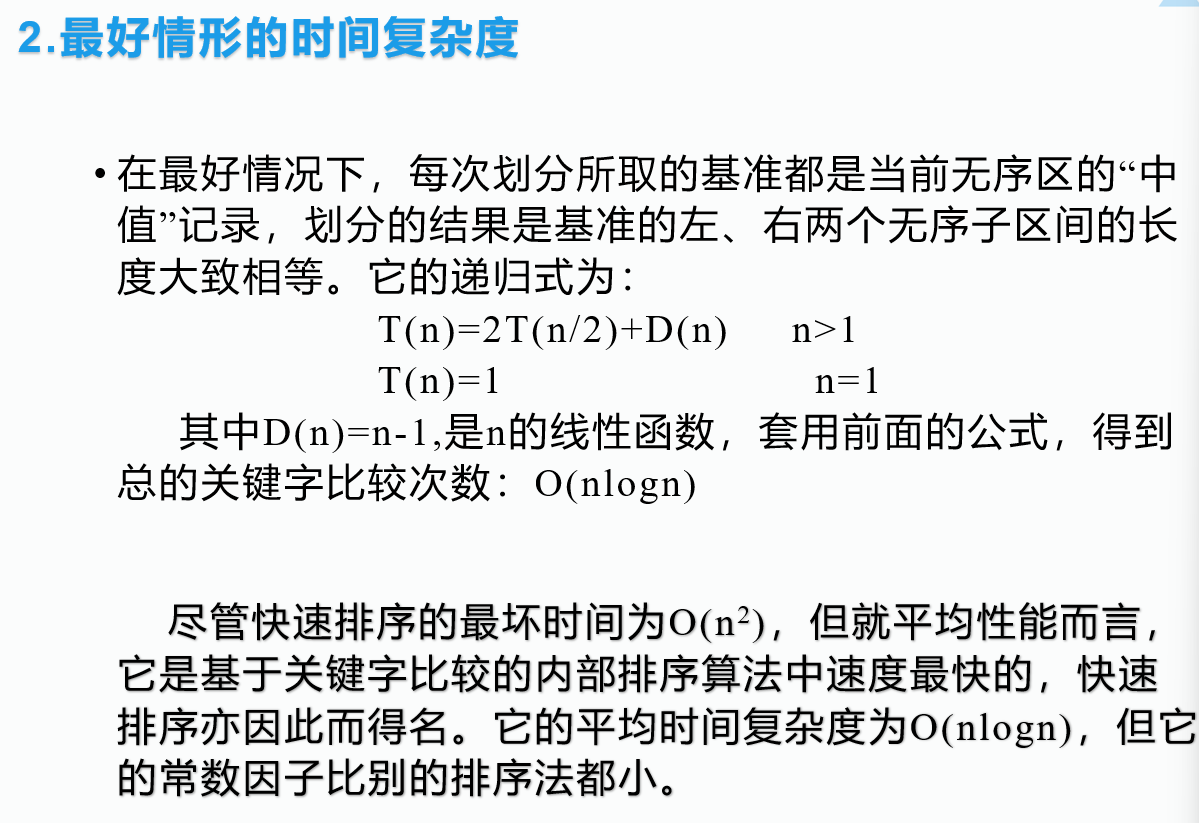 2.最好情形的时间复杂度
• 在最好情况下，每次划分所取的基准都是当前无序区的“中
值”记录，划分的结果是基准的左、右两个无序子区间的长
度大致相等。它的递归式为：
T(n)=2T(n/2)+D(n) n>1
T(n)=1 n=1
其中D(n)=n-1,是n的线性函数，套用前面的公式，得到
总的关键字比较次数：O(nlogn)
尽管快速排序的最坏时间为O(n²)，但就平均性能而言，
它是基于关键字比较的内部排序算法中速度最快的，快速
排序亦因此而得名。它的平均时间复杂度为O(nlogn)，但它
的常数因子比别的排序法都小。